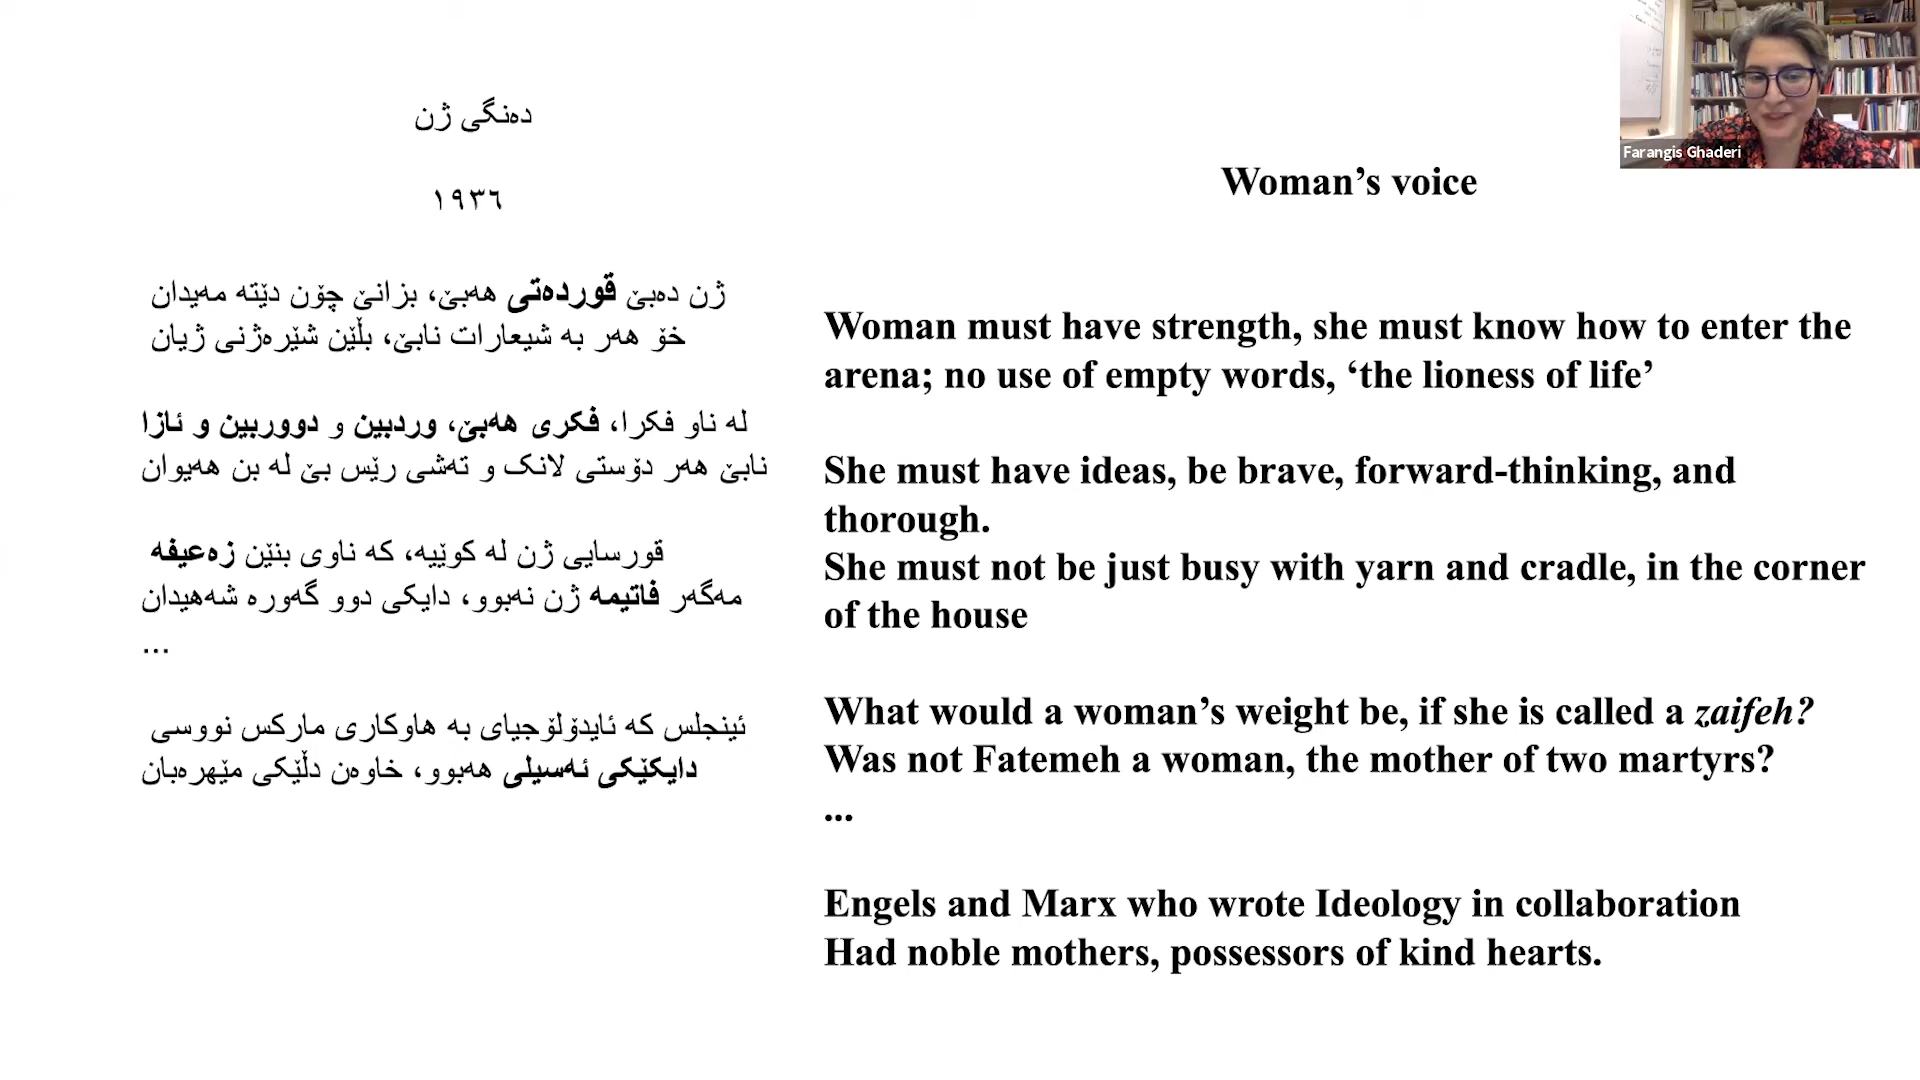 دەنگی ژن
١٩٣٦
ژن دەبێ قوردەتی هەبێ، بزانێ چۆن دێتە مەیدان
خۆ هەر بە شیعارات نابێ، بڵێن شێرەژنی ژیان
لە ناو فکرا، فکری هەبێ، وردبین و دووربین و ئازا
نابێ هەر دۆستی لانک و تەشی رێس بێ لە بن هەیوان
قورسایی ژن لە کوێیە، کە ناوی بنێن زەعیفە
مەگەر فاتیمە ژن نەبوو، دایکی دوو گەورە شەهیدان
...
ئینجلس کە ئایدۆلۆجیای بە هاوکاری مارکس نووسی
دایکێکی ئەسیلی هەبوو، خاوەن دڵێکی مێهرەبان
Woman’s voice
Woman must have strength, she must know how to enter the
arena; no use of empty words, ‘the lioness of life’
She must have ideas, be brave, forward-thinking, and
thorough.
She must not be just busy with yarn and cradle, in the corner
of the house
What would a woman’s weight be, if she is called a zaifeh?
Was not Fatemeh a woman, the mother of two martyrs?
...
Engels and Marx who wrote Ideology in collaboration
Had noble mothers, possessors of kind hearts.
Farangis Ghaderi